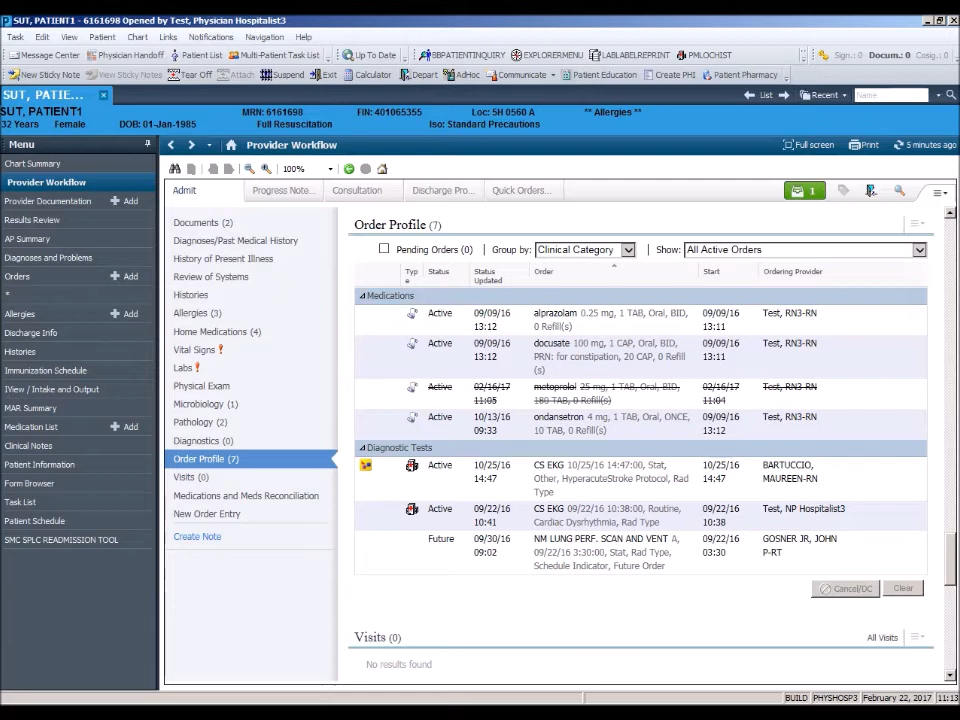 SUT, PATIENT1 - 6161698 Opened by Test, Physician Hospitalist3
Task Edit View Patient Chart Links Notifications Navigation Help
Message Center Physician Handoff Patient List Multi-Patient Task List Up To Date BBPATIENTINQUIRY EXPLORERMENU LABLABELREPRINT PMLOCHIST Sign.: 0 Docum.: 0 Cosig.: 0
New Sticky Note View Sticky Notes Tear Off Attach Suspend Exit Calculator Depart AdHoc Communicate Patient Education Create PHI Patient Pharmacy
SUT, PATIE... List Recent Name
SUT, PATIENT1 MRN: 6161698 FIN: 401065355 Loc: 5H 0560 A ** Allergies **
32 Years Female DOB: 01-Jan-1985 Full Resuscitation Iso: Standard Precautions
Menu
Provider Workflow Full screen Print 5 minutes ago
Chart Summary
Provider Workflow
Provider Documentation Add
Results Review
AP Summary
Diagnoses and Problems
Orders Add
*
Allergies Add
Discharge Info
Histories
Immunization Schedule
IView / Intake and Output
MAR Summary
Medication List Add
Clinical Notes
Patient Information
Form Browser
Task List
Patient Schedule
SMC SPLC READMISSION TOOL
100%
Admit Progress Note... Consultation Discharge Pro... Quick Orders... 1
Documents (2)
Diagnoses/Past Medical History
History of Present Illness
Review of Systems
Histories
Allergies (3)
Home Medications (4)
Vital Signs !
Labs !
Physical Exam
Microbiology (1)
Pathology (2)
Diagnostics (0)
Order Profile (7)
Visits (0)
Medications and Meds Reconciliation
New Order Entry
Create Note
Order Profile (7)
Pending Orders (0) | Group by: Clinical Category | Show: All Active Orders
Type Status Status Updated Order Start Ordering Provider
Medications
Active 09/09/16 alprazolam 0.25 mg, 1 TAB, Oral, BID, 09/09/16 Test, RN3-RN
13:12 0 Refill(s) 13:11
Active 09/09/16 docusate 100 mg, 1 CAP, Oral, BID, 09/09/16 Test, RN3-RN
13:12 PRN: for constipation, 20 CAP, 0 Refill 13:11
(s)
Active 02/16/17 metoprolol 25 mg, 1 TAB, Oral, BID, 02/16/17 Test, RN3-RN
11:05 180 TAB, 0 Refill(s) 11:04
Active 10/13/16 ondansetron 4 mg, 1 TAB, Oral, ONCE, 09/09/16 Test, RN3-RN
09:33 10 TAB, 0 Refill(s) 13:12
Diagnostic Tests
Active 10/25/16 CS EKG 10/25/16 14:47:00, Stat, 10/25/16 BARTUCCIO,
14:47 Other, HyperacuteStroke Protocol, Rad 14:47 MAUREEN-RN
Type
Active 09/22/16 CS EKG 09/22/16 10:38:00, Routine, 09/22/16 Test, NP Hospitalist3
10:41 Cardiac Dysrhythmia, Rad Type 10:38
Future 09/22/16 NM LUNG PERF. SCAN AND VENT A, 09/22/16 GOSNER JR, JOHN
09:02 09/22/16 3:30:00, Stat, Rad Type, 03:30 P-RT
Schedule Indicator, Future Order
Cancel/DC Clear
Visits (0) All Visits
No results found
BUILD PHYSHOSP3 February 22, 2017 11:13